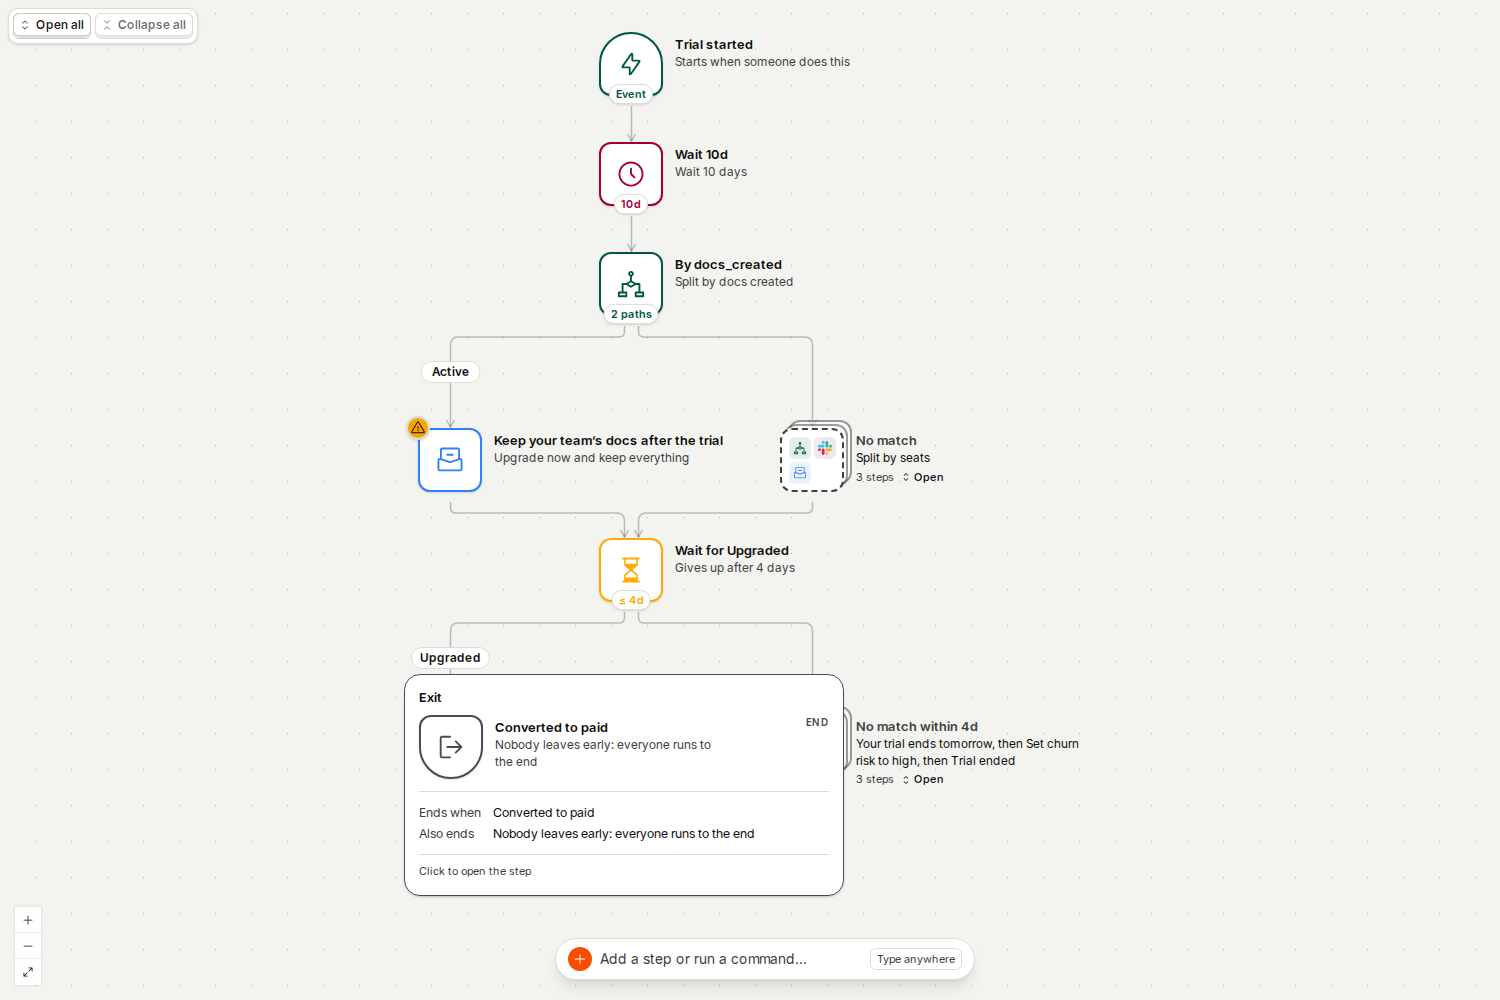 Open all
Collapse all
Trial started
Starts when someone does this
Event
Wait 10d
Wait 10 days
10d
By docs_created
Split by docs created
2 paths
Active
Keep your team's docs after the trial
Upgrade now and keep everything
No match
Split by seats
3 steps Open
Wait for Upgraded
Gives up after 4 days
≤ 4d
Upgraded
Exit
END
Converted to paid
Nobody leaves early: everyone runs to
the end
Ends when Converted to paid
Also ends Nobody leaves early: everyone runs to the end
Click to open the step
No match within 4d
Your trial ends tomorrow, then Set churn
risk to high, then Trial ended
3 steps Open
Add a step or run a command...
Type anywhere